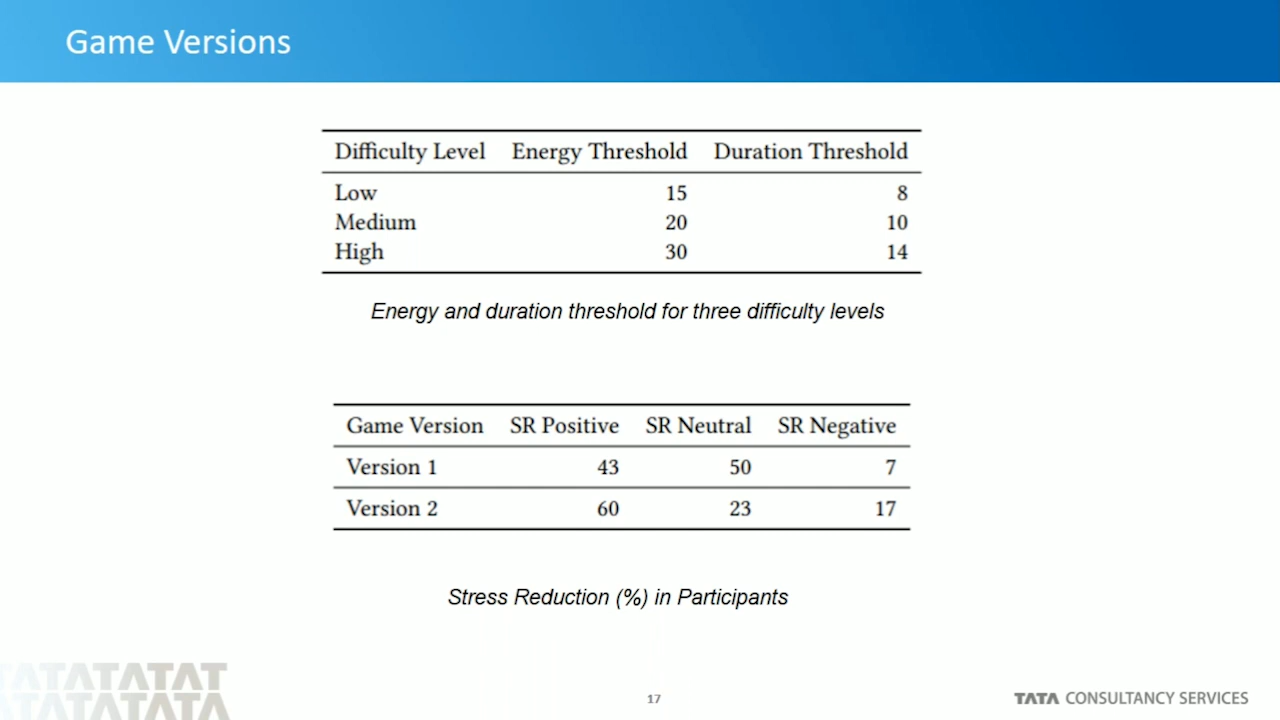 Game Versions
Difficulty Level Energy Threshold Duration Threshold
Low 15 8
Medium 20 10
High 30 14
Energy and duration threshold for three difficulty levels
Game Version SR Positive SR Neutral SR Negative
Version 1 43 50 7
Version 2 60 23 17
Stress Reduction (%) in Participants
TATATATAT
TATATATATA
17
TATA CONSULTANCY SERVICES